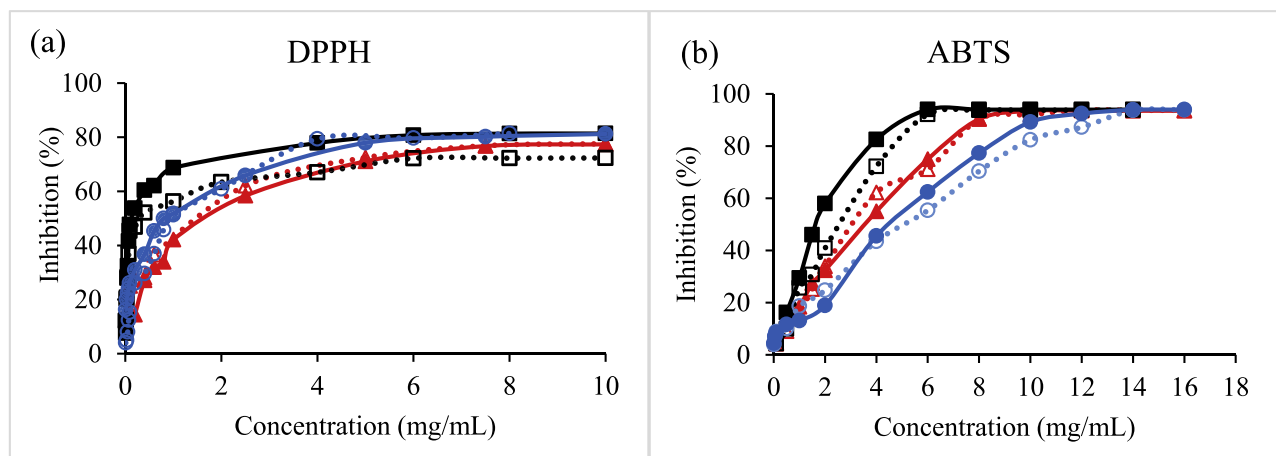 (a)
DPPH
Inhibition (%)
100
80
60
40
20
0
0 2 4 6 8 10
Concentration (mg/mL)
(b)
ABTS
Inhibition (%)
100
80
60
40
20
0
0 2 4 6 8 10 12 14 16 18
Concentration (mg/mL)